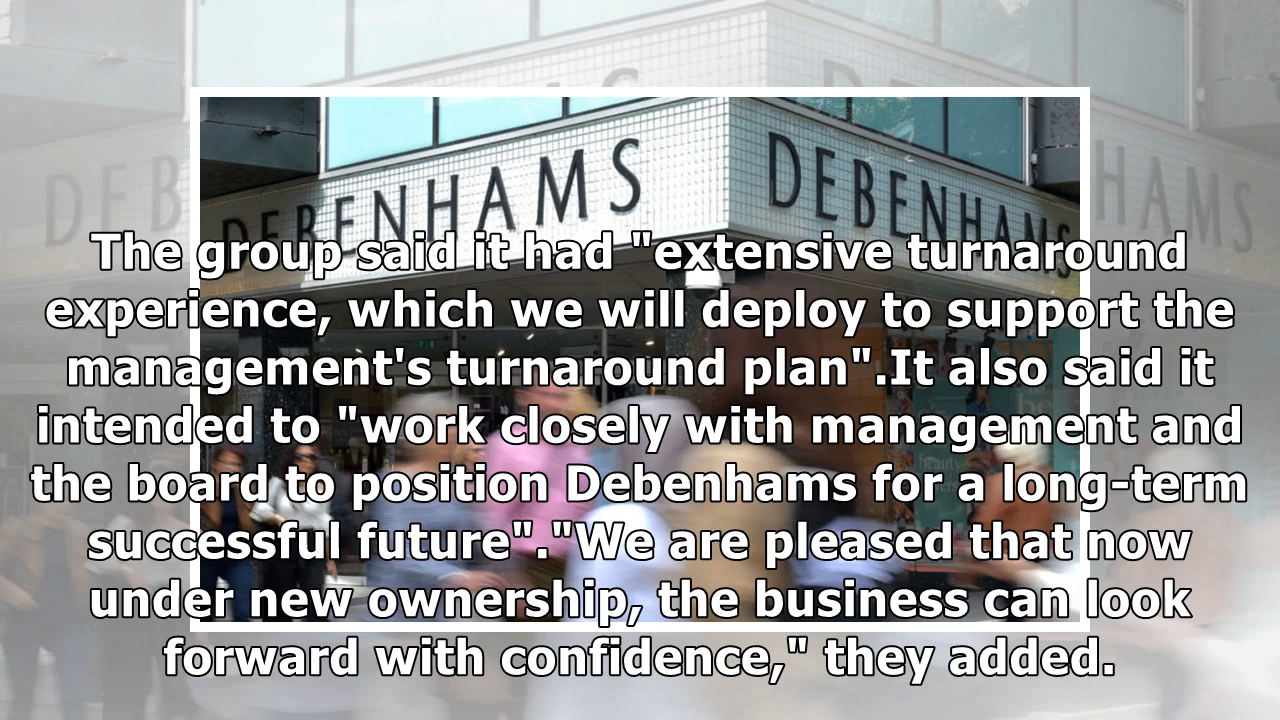 DEBENHAMS DEBENHAMS
The group said it had "extensive turnaround
experience, which we will deploy to support the
management's turnaround plan".It also said it
intended to "work closely with management and
the board to position Debenhams for a long-term
successful future"."We are pleased that now
under new ownership, the business can look
forward with confidence," they added.